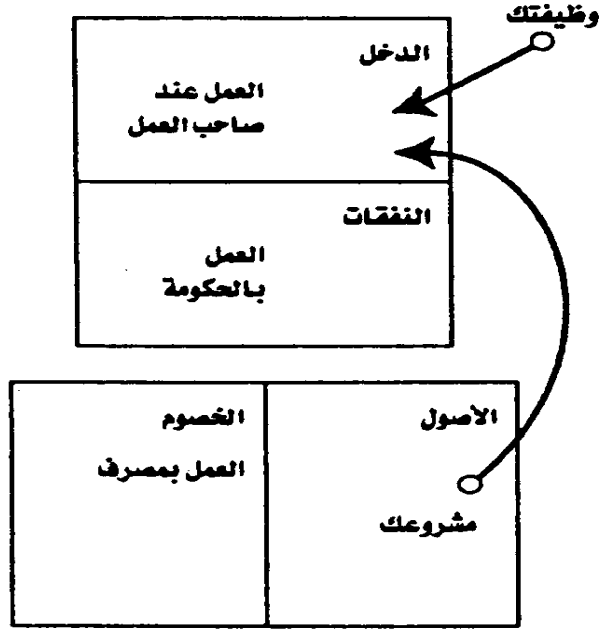 وظيفتك
الدخل
العمل عند
صاحب العمل
النفقات
العمل
بالحكومة
الأصول
مشروعك
الخصوم
العمل بمصرف